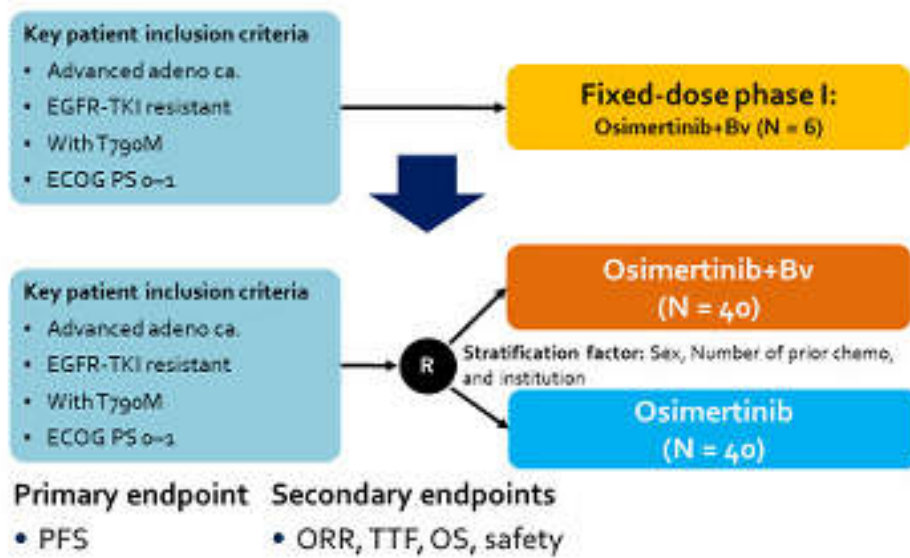 Key patient inclusion criteria
• Advanced adeno ca.
• EGFR-TKI resistant
• With T790M
• ECOG PS 0–1
Fixed-dose phase I:
Osimertinib+Bv (N = 6)
Key patient inclusion criteria
• Advanced adeno ca.
• EGFR-TKI resistant
• With T790M
• ECOG PS 0–1
R
Osimertinib+Bv
(N = 40)
Stratification factor: Sex, Number of prior chemo,
and institution
Osimertinib
(N = 40)
Primary endpoint
• PFS
Secondary endpoints
• ORR, TTF, OS, safety